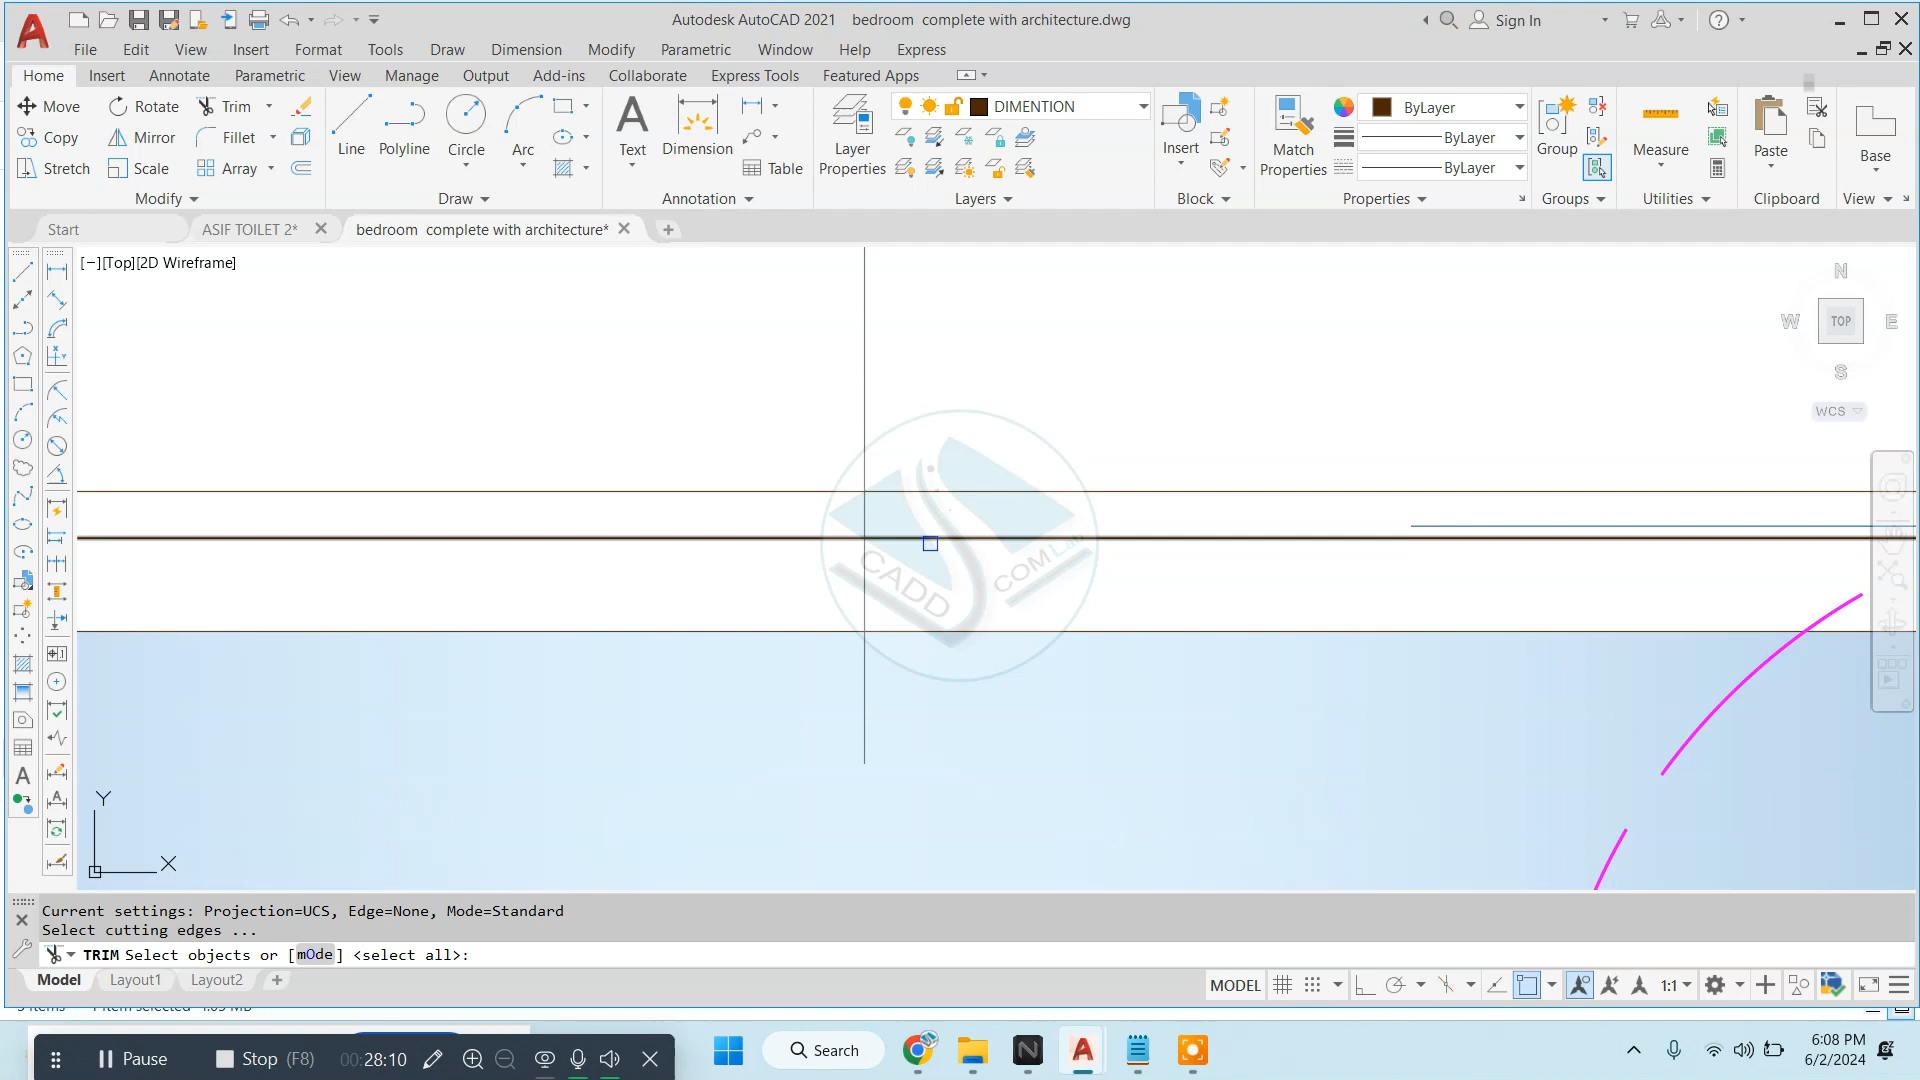 Autodesk AutoCAD 2021 bedroom complete with architecture.dwg
Sign In
File Edit View Insert Format Tools Draw Dimension Modify Parametric Window Help Express
Home Insert Annotate Parametric View Manage Output Add-ins Collaborate Express Tools Featured Apps
Move Rotate Trim
Copy Mirror Fillet
Stretch Scale Array
Line Polyline Circle Arc
Text Dimension Table
Layer Properties
DIMENTION
Insert
Match Properties
ByLayer
ByLayer
ByLayer
Group Measure Paste Base
Modify Draw Annotation Layers Block Properties Groups Utilities Clipboard View
Start ASIF TOILET 2* bedroom complete with architecture*
[−][Top][2D Wireframe]
N
W TOP E
S
WCS
CADD COM Lab
Y
X
Current settings: Projection=UCS, Edge=None, Mode=Standard
Select cutting edges ...
TRIM Select objects or [mOde] <select all>:
Model Layout1 Layout2
MODEL 1:1
Pause Stop (F8) 00:28:10
Search
6:08 PM
6/2/2024